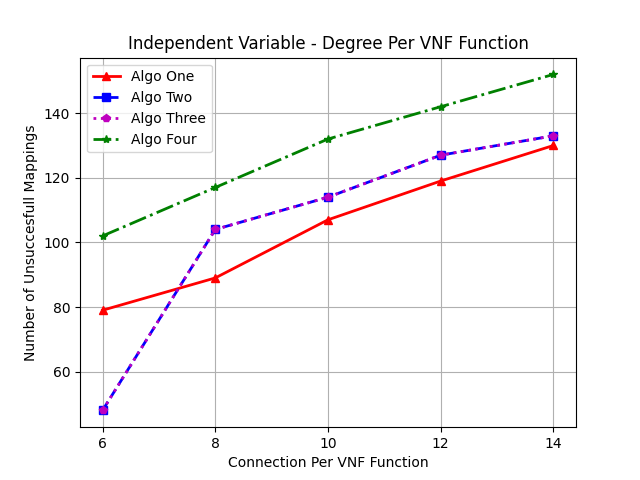 Independent Variable - Degree Per VNF Function
Algo One
Algo Two
Algo Three
Algo Four
Number of Unsuccesfull Mappings
140
120
100
80
60
6 8 10 12 14
Connection Per VNF Function